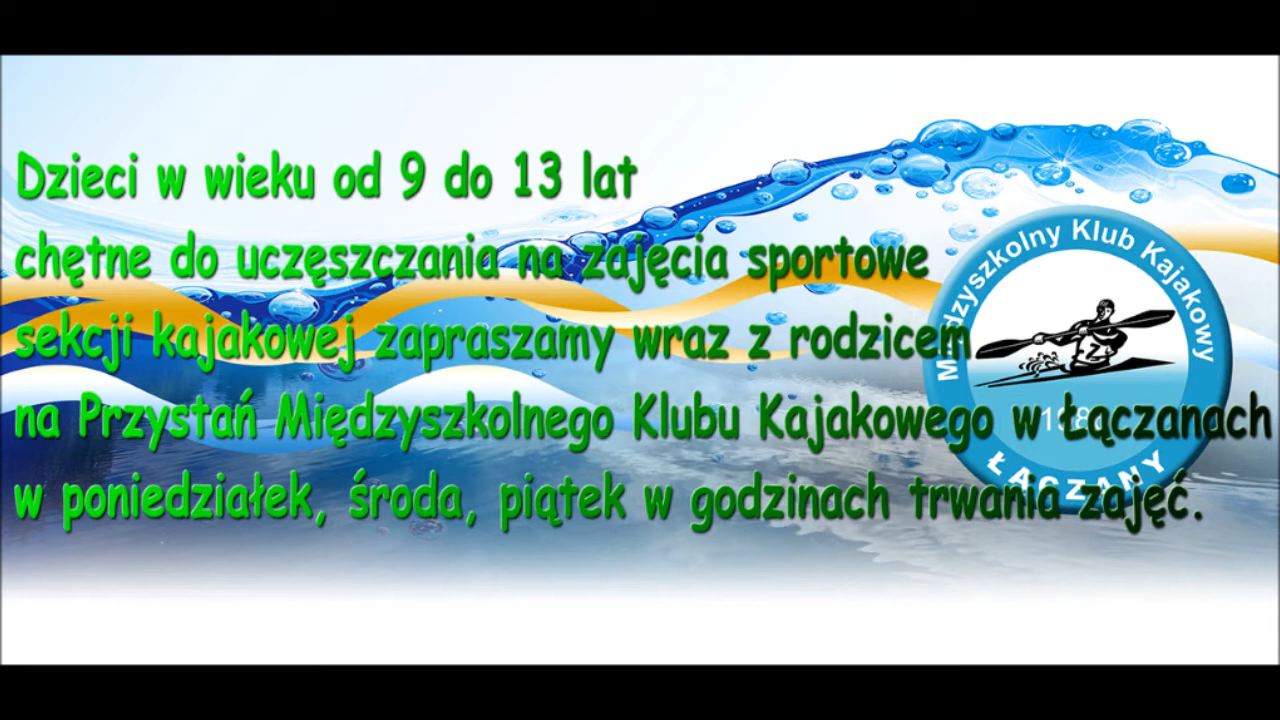 Dzieci w wieku od 9 do 13 lat
chętne do uczęszczania na zajęcia sportowe
sekcji kajakowej zapraszamy wraz z rodzicem
na Przystań Międzyszkolnego Klubu Kajakowego w Łączanach
w poniedziałek, środa, piątek w godzinach trwania zajęć.
Międzyszkolny Klub Kajakowy
ŁĄCZANY